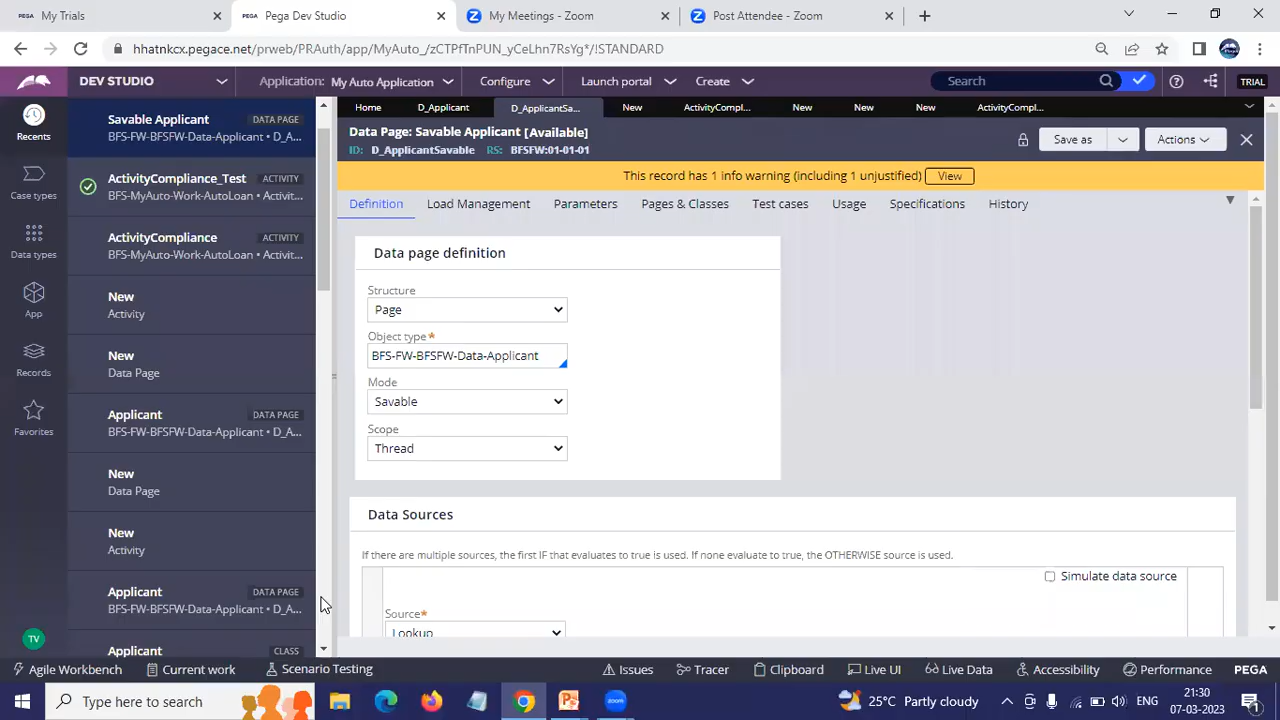 PEGA My Trials
PEGA Pega Dev Studio
My Meetings - Zoom
Post Attendee - Zoom
hhatnkcx.pegace.net/prweb/PRAuth/app/MyAuto_/zCTPfTnPUN_yCeLhn7RsYg*/!STANDARD
DEV STUDIO
Application: My Auto Application
Configure
Launch portal
Create
Search
TRIAL
Recents
Case types
Data types
App
Records
Favorites
TV
Savable Applicant DATA PAGE
BFS-FW-BFSFW-Data-Applicant • D_A...
ActivityCompliance_Test ACTIVITY
BFS-MyAuto-Work-AutoLoan • Activit...
ActivityCompliance ACTIVITY
BFS-MyAuto-Work-AutoLoan • Activit...
New
Activity
New
Data Page
Applicant DATA PAGE
BFS-FW-BFSFW-Data-Applicant • D_A...
New
Data Page
New
Activity
Applicant DATA PAGE
BFS-FW-BFSFW-Data-Applicant • D_A...
Applicant CLASS
Home
D_Applicant
D_ApplicantSa...
New
ActivityCompl...
New
New
New
ActivityCompl...
Data Page: Savable Applicant [Available]
ID: D_ApplicantSavable RS: BFSFW:01-01-01
Save as
Actions
This record has 1 info warning (including 1 unjustified) View
Definition
Load Management
Parameters
Pages & Classes
Test cases
Usage
Specifications
History
Data page definition
Structure
Page
Object type*
BFS-FW-BFSFW-Data-Applicant
Mode
Savable
Scope
Thread
Data Sources
If there are multiple sources, the first IF that evaluates to true is used. If none evaluate to true, the OTHERWISE source is used.
Simulate data source
Source*
Lookup
Agile Workbench
Current work
Scenario Testing
Issues
Tracer
Clipboard
Live UI
Live Data
Accessibility
Performance
PEGA
Type here to search
25°C Partly cloudy
ENG
21:30
07-03-2023
1